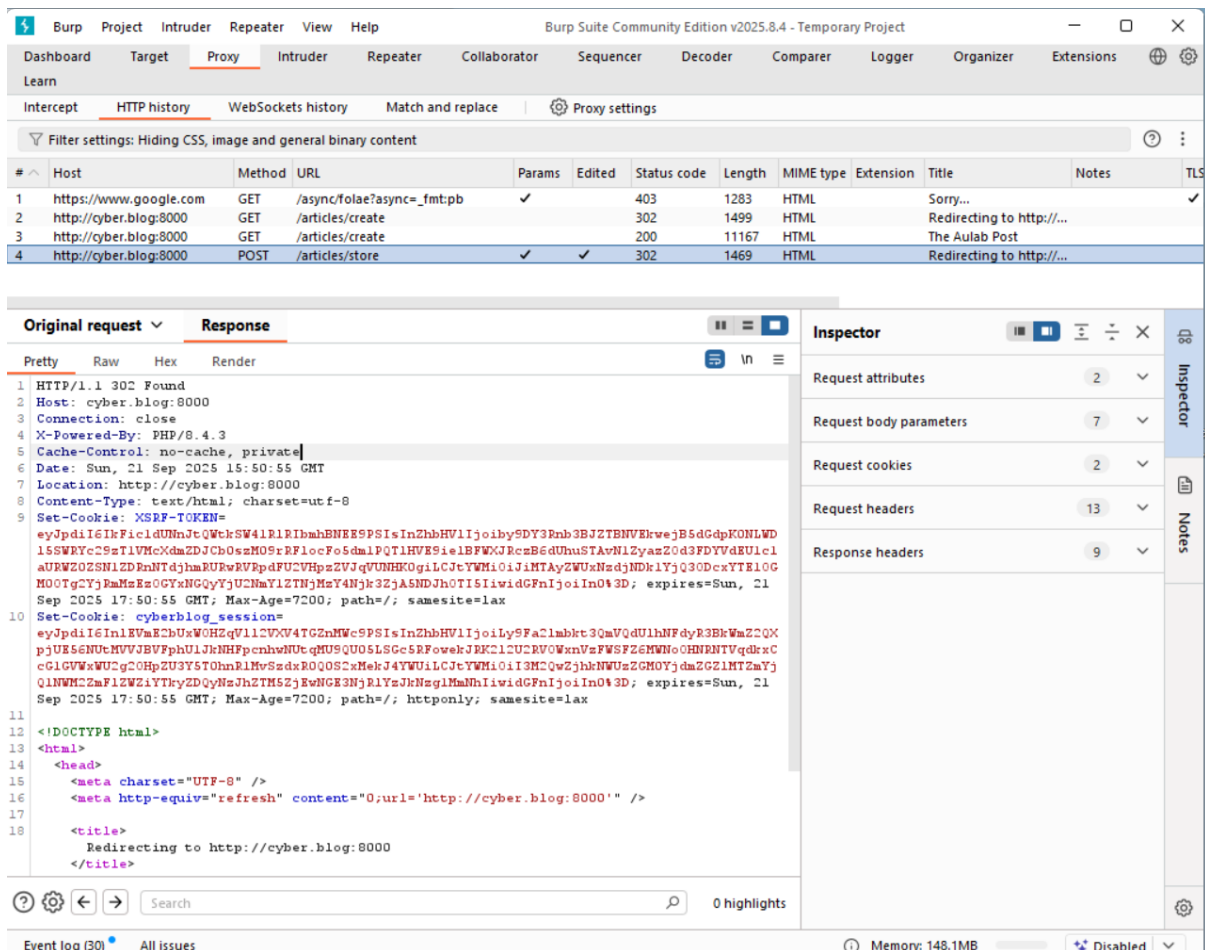 Burp Project Intruder Repeater View Help Burp Suite Community Edition v2025.8.4 - Temporary Project
Dashboard Target Proxy Intruder Repeater Collaborator Sequencer Decoder Comparer Logger Organizer Extensions
Learn
Intercept HTTP history WebSockets history Match and replace Proxy settings
Filter settings: Hiding CSS, image and general binary content
# Host Method URL Params Edited Status code Length MIME type Extension Title Notes TLS
1 https://www.google.com GET /async/folae?async=_fmt:pb ✓ 403 1283 HTML Sorry... ✓
2 http://cyber.blog:8000 GET /articles/create 302 1499 HTML Redirecting to http://...
3 http://cyber.blog:8000 GET /articles/create 200 11167 HTML The Aulab Post
4 http://cyber.blog:8000 POST /articles/store ✓ ✓ 302 1469 HTML Redirecting to http://...
Original request Response
Pretty Raw Hex Render \n
1 HTTP/1.1 302 Found
2 Host: cyber.blog:8000
3 Connection: close
4 X-Powered-By: PHP/8.4.3
5 Cache-Control: no-cache, private
6 Date: Sun, 21 Sep 2025 15:50:55 GMT
7 Location: http://cyber.blog:8000
8 Content-Type: text/html; charset=utf-8
9 Set-Cookie: XSRF-TOKEN=
expires=Sun, 21
Sep 2025 17:50:55 GMT; Max-Age=7200; path=/; samesite=lax
10 Set-Cookie: cyberblog_session=
expires=Sun, 21
Sep 2025 17:50:55 GMT; Max-Age=7200; path=/; httponly; samesite=lax
11
12 <!DOCTYPE html>
13 <html>
14 <head>
15 <meta charset="UTF-8" />
16 <meta http-equiv="refresh" content="0;url='http://cyber.blog:8000'" />
17
18 <title>
Redirecting to http://cyber.blog:8000
</title>
Search 0 highlights
Inspector
Request attributes 2
Request body parameters 7
Request cookies 2
Request headers 13
Response headers 9
Inspector
Notes
Event log (30) All issues Memory: 148.1MB Disabled